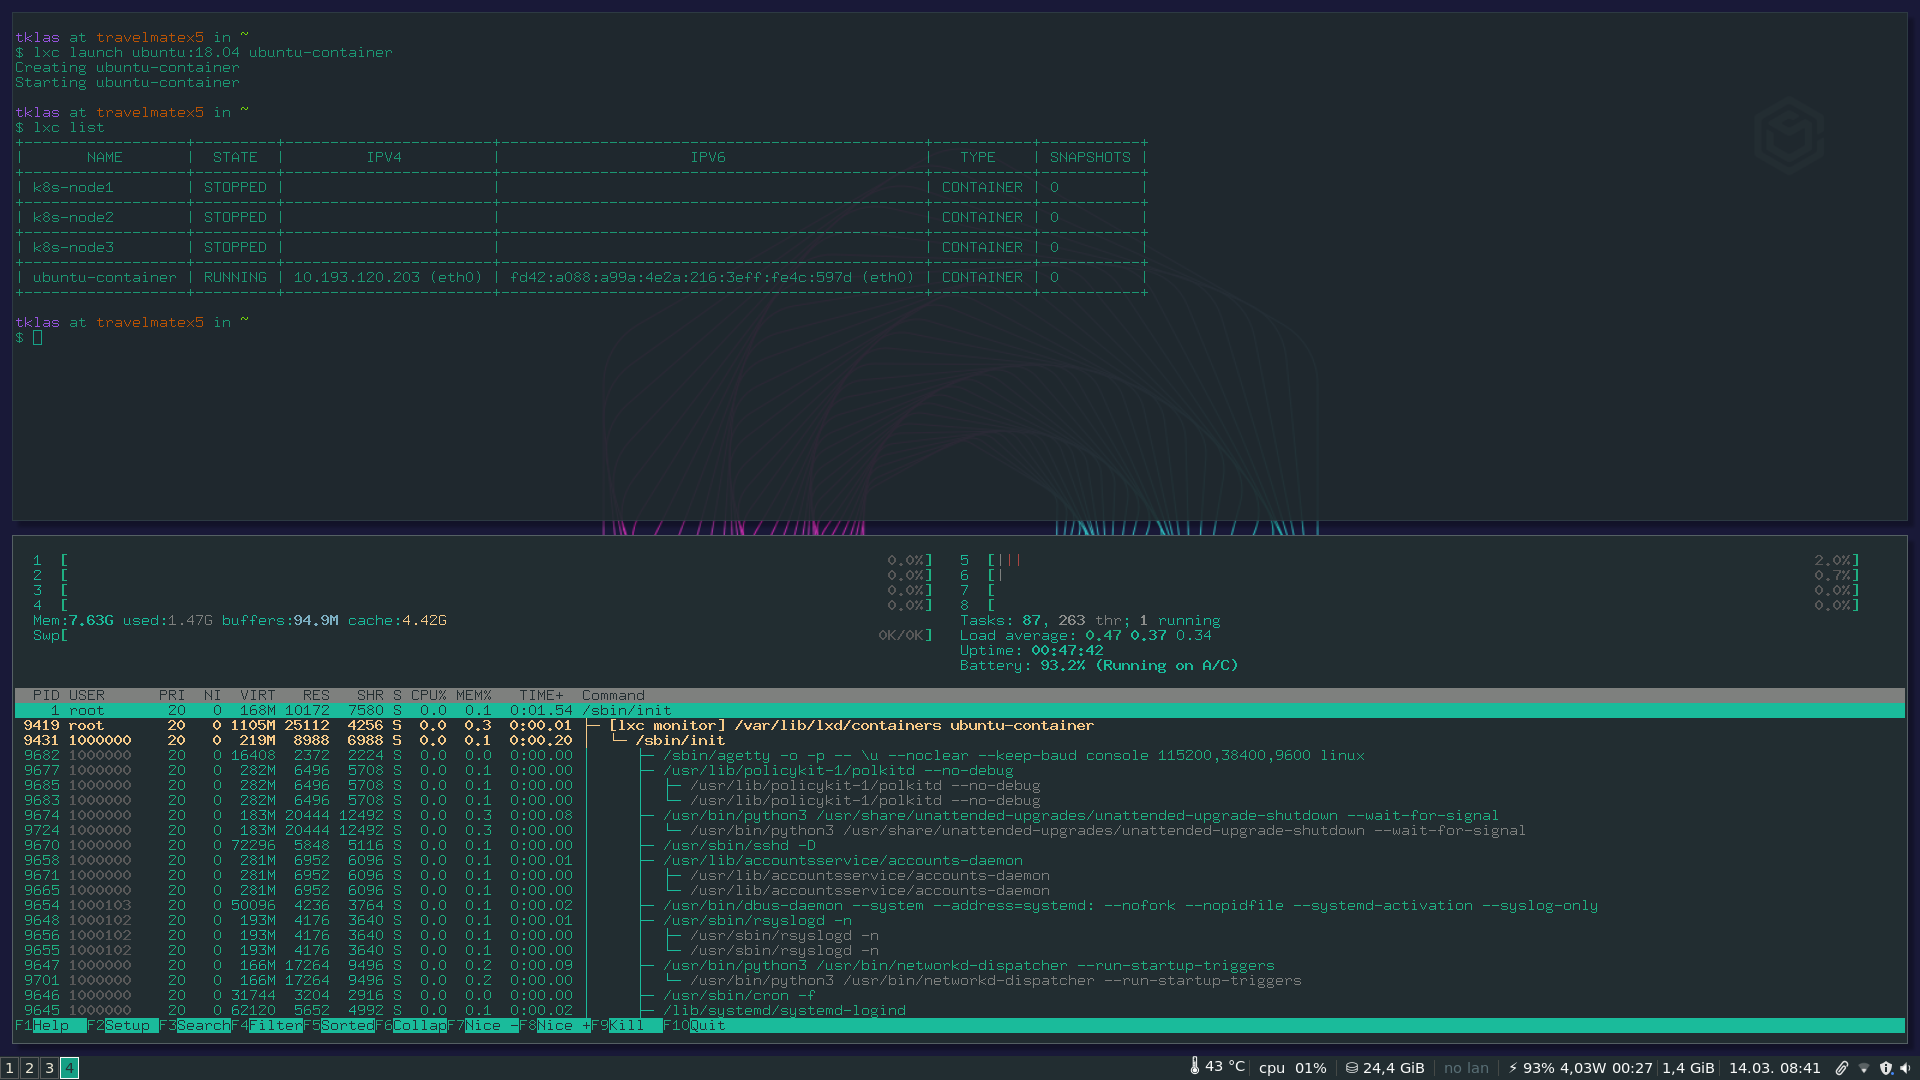 tklas at travelmatex5 in ~
$ lxc launch ubuntu:18.04 ubuntu-container
Creating ubuntu-container
Starting ubuntu-container
tklas at travelmatex5 in ~
$ lxc list
+------------------+---------+-----------------------+-----------------------------------------------+-----------+-----------+
| NAME | STATE | IPV4 | IPV6 | TYPE | SNAPSHOTS |
+------------------+---------+-----------------------+-----------------------------------------------+-----------+-----------+
| k8s-node1 | STOPPED | | | CONTAINER | 0 |
+------------------+---------+-----------------------+-----------------------------------------------+-----------+-----------+
| k8s-node2 | STOPPED | | | CONTAINER | 0 |
+------------------+---------+-----------------------+-----------------------------------------------+-----------+-----------+
| k8s-node3 | STOPPED | | | CONTAINER | 0 |
+------------------+---------+-----------------------+-----------------------------------------------+-----------+-----------+
| ubuntu-container | RUNNING | 10.193.120.203 (eth0) | fd42:a088:a99a:4e2a:216:3eff:fe4c:597d (eth0) | CONTAINER | 0 |
+------------------+---------+-----------------------+-----------------------------------------------+-----------+-----------+
tklas at travelmatex5 in ~
$
1 [ 0.0%] 5 [||| 2.0%]
2 [ 0.0%] 6 [| 0.7%]
3 [ 0.0%] 7 [ 0.0%]
4 [ 0.0%] 8 [ 0.0%]
Mem:7.63G used:1.47G buffers:94.9M cache:4.42G Tasks: 87, 263 thr; 1 running
Swp[ 0K/0K] Load average: 0.47 0.37 0.34
Uptime: 00:47:42
Battery: 93.2% (Running on A/C)
PID USER PRI NI VIRT RES SHR S CPU% MEM% TIME+ Command
1 root 20 0 168M 10172 7580 S 0.0 0.1 0:01.54 /sbin/init
9419 root 20 0 1105M 25112 4256 S 0.0 0.3 0:00.01 ├─ [lxc monitor] /var/lib/lxd/containers ubuntu-container
9431 1000000 20 0 219M 8988 6988 S 0.0 0.1 0:00.20 │ └─ /sbin/init
9682 1000000 20 0 16408 2372 2224 S 0.0 0.0 0:00.00 │ ├─ /sbin/agetty -o -p -- \u --noclear --keep-baud console 115200,38400,9600 linux
9677 1000000 20 0 282M 6496 5708 S 0.0 0.1 0:00.00 │ ├─ /usr/lib/policykit-1/polkitd --no-debug
9685 1000000 20 0 282M 6496 5708 S 0.0 0.1 0:00.00 │ │ ├─ /usr/lib/policykit-1/polkitd --no-debug
9683 1000000 20 0 282M 6496 5708 S 0.0 0.1 0:00.00 │ │ └─ /usr/lib/policykit-1/polkitd --no-debug
9674 1000000 20 0 183M 20444 12492 S 0.0 0.3 0:00.08 │ ├─ /usr/bin/python3 /usr/share/unattended-upgrades/unattended-upgrade-shutdown --wait-for-signal
9724 1000000 20 0 183M 20444 12492 S 0.0 0.3 0:00.00 │ │ └─ /usr/bin/python3 /usr/share/unattended-upgrades/unattended-upgrade-shutdown --wait-for-signal
9670 1000000 20 0 72296 5848 5116 S 0.0 0.1 0:00.00 │ ├─ /usr/sbin/sshd -D
9658 1000000 20 0 281M 6952 6096 S 0.0 0.1 0:00.01 │ ├─ /usr/lib/accountsservice/accounts-daemon
9671 1000000 20 0 281M 6952 6096 S 0.0 0.1 0:00.00 │ │ ├─ /usr/lib/accountsservice/accounts-daemon
9665 1000000 20 0 281M 6952 6096 S 0.0 0.1 0:00.00 │ │ └─ /usr/lib/accountsservice/accounts-daemon
9654 1000103 20 0 50096 4236 3764 S 0.0 0.1 0:00.02 │ ├─ /usr/bin/dbus-daemon --system --address=systemd: --nofork --nopidfile --systemd-activation --syslog-only
9648 1000102 20 0 193M 4176 3640 S 0.0 0.1 0:00.01 │ ├─ /usr/sbin/rsyslogd -n
9656 1000102 20 0 193M 4176 3640 S 0.0 0.1 0:00.00 │ │ ├─ /usr/sbin/rsyslogd -n
9655 1000102 20 0 193M 4176 3640 S 0.0 0.1 0:00.00 │ │ └─ /usr/sbin/rsyslogd -n
9647 1000000 20 0 166M 17264 9496 S 0.0 0.2 0:00.09 │ ├─ /usr/bin/python3 /usr/bin/networkd-dispatcher --run-startup-triggers
9701 1000000 20 0 166M 17264 9496 S 0.0 0.2 0:00.00 │ │ └─ /usr/bin/python3 /usr/bin/networkd-dispatcher --run-startup-triggers
9646 1000000 20 0 31744 3204 2916 S 0.0 0.0 0:00.00 │ ├─ /usr/sbin/cron -f
9645 1000000 20 0 62120 5652 4992 S 0.0 0.1 0:00.02 │ ├─ /lib/systemd/systemd-logind
F1Help F2Setup F3SearchF4FilterF5SortedF6CollapF7Nice -F8Nice +F9Kill F10Quit
1 2 3 4 43 °C cpu 01% 24,4 GiB no lan ⚡ 93% 4,03W 00:27 1,4 GiB 14.03. 08:41